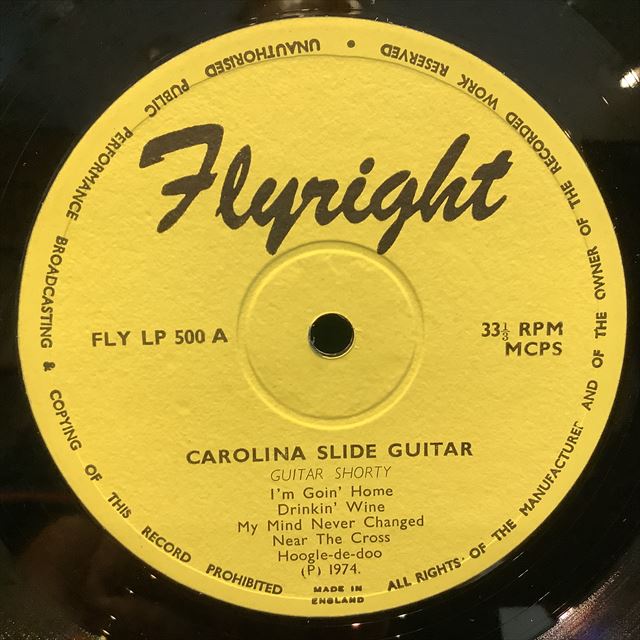 Flyright
FLY LP 500 A
33⅓ RPM
MCPS
CAROLINA SLIDE GUITAR
GUITAR SHORTY
I'm Goin' Home
Drinkin' Wine
My Mind Never Changed
Near The Cross
Hoogle-de-doo
(P) 1974.
MADE IN
ENGLAND
ALL RIGHTS OF THE MANUFACTURER AND OF THE OWNER OF THE RECORDED WORK RESERVED • UNAUTHORISED PUBLIC PERFORMANCE BROADCASTING & COPYING OF THIS RECORD PROHIBITED